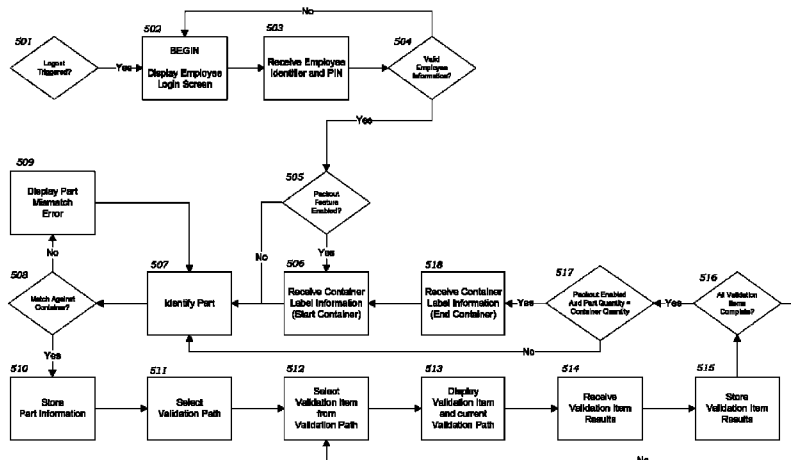 501
Logout
Triggered?
Yes
502
BEGIN
Display Employee
Login Screen
503
Receive Employee
Identifier and PIN
504
Valid
Employee
Information?
No
Yes
505
Packout
Feature
Enabled?
No
Yes
509
Display Part
Mismatch
Error
No
508
Match Against
Container?
Yes
507
Identify Part
506
Receive Container
Label Information
(Start Container)
518
Receive Container
Label Information
(End Container)
Yes
517
Packout Enabled
And Part Quantity =
Container Quantity
No
Yes
516
All Validation
Items
Complete?
510
Store
Part Information
511
Select
Validation Path
512
Select
Validation Item
from
Validation Path
513
Display
Validation Item
and current
Validation Path
514
Receive
Validation Item
Results
515
Store
Validation Item
Results
No